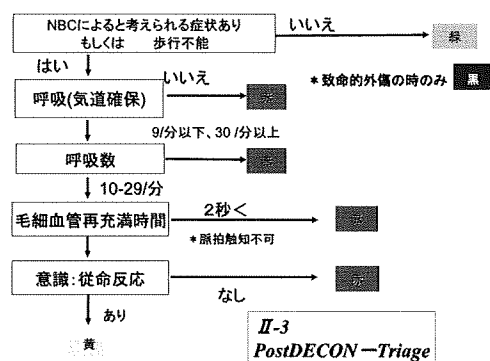 NBCによると考えられる症状あり
もしくは 歩行不能
いいえ
緑
はい
いいえ
*致命的外傷の時のみ
黒
呼吸(気道確保)
赤
9/分以下、30/分以上
呼吸数
赤
10-29/分
毛細血管再充満時間
2秒<
*脈拍触知不可
赤
意識:従命反応
赤
なし
あり
黄
Ⅱ-3
PostDECON－Triage